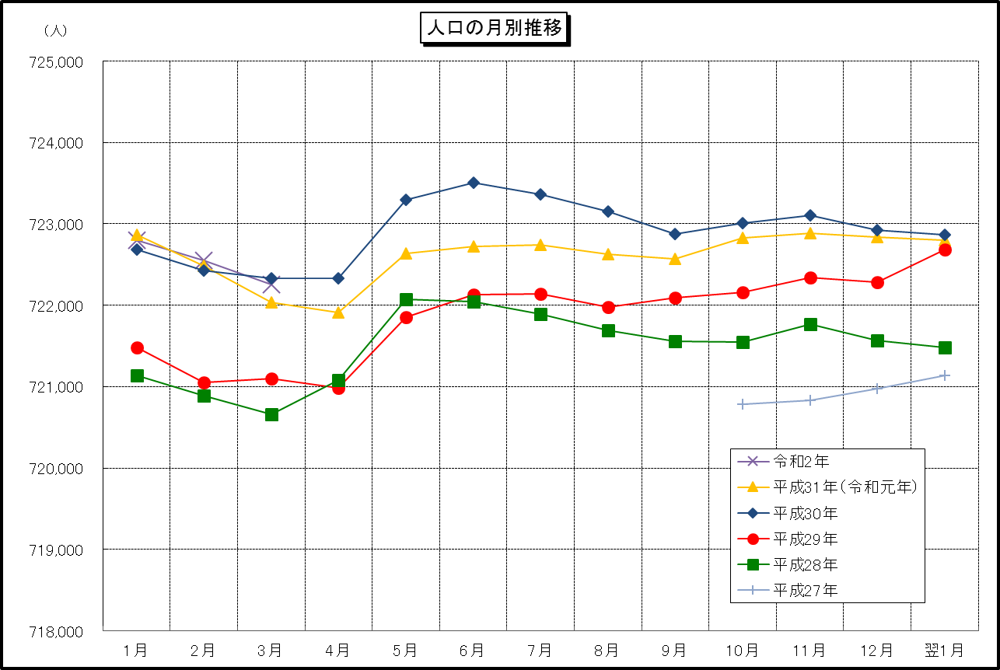 人口の月別推移
（人）
725,000
724,000
723,000
722,000
721,000
720,000
719,000
718,000
1月 2月 3月 4月 5月 6月 7月 8月 9月 10月 11月 12月 翌1月
令和2年
平成31年（令和元年）
平成30年
平成29年
平成28年
平成27年